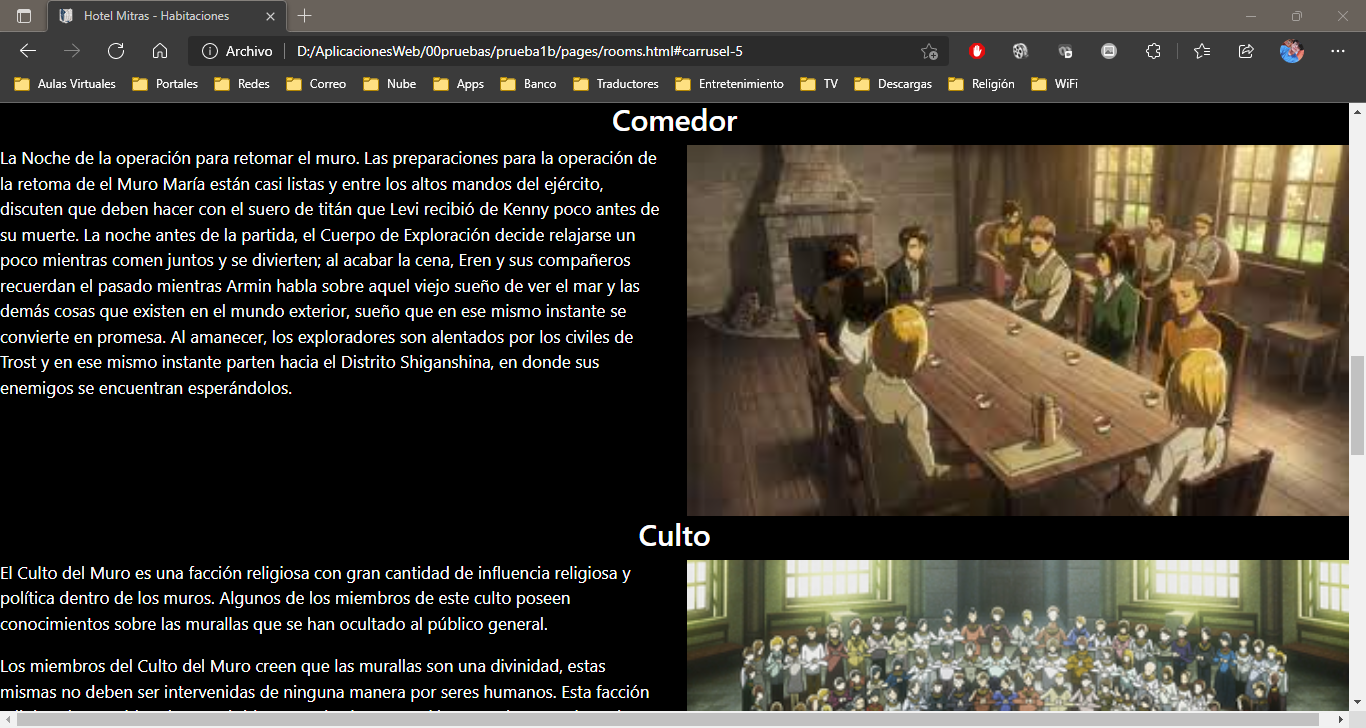 Hotel Mitras - Habitaciones
Archivo D:/AplicacionesWeb/00pruebas/prueba1b/pages/rooms.html#carrusel-5
Aulas Virtuales Portales Redes Correo Nube Apps Banco Traductores Entretenimiento TV Descargas Religión WiFi
Comedor
La Noche de la operación para retomar el muro. Las preparaciones para la operación de
la retoma de el Muro María están casi listas y entre los altos mandos del ejército,
discuten que deben hacer con el suero de titán que Levi recibió de Kenny poco antes de
su muerte. La noche antes de la partida, el Cuerpo de Exploración decide relajarse un
poco mientras comen juntos y se divierten; al acabar la cena, Eren y sus compañeros
recuerdan el pasado mientras Armin habla sobre aquel viejo sueño de ver el mar y las
demás cosas que existen en el mundo exterior, sueño que en ese mismo instante se
convierte en promesa. Al amanecer, los exploradores son alentados por los civiles de
Trost y en ese mismo instante parten hacia el Distrito Shiganshina, en donde sus
enemigos se encuentran esperándolos.
Culto
El Culto del Muro es una facción religiosa con gran cantidad de influencia religiosa y
política dentro de los muros. Algunos de los miembros de este culto poseen
conocimientos sobre las murallas que se han ocultado al público general.
Los miembros del Culto del Muro creen que las murallas son una divinidad, estas
mismas no deben ser intervenidas de ninguna manera por seres humanos. Esta facción